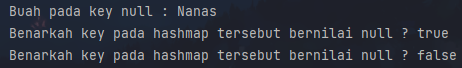 Buah pada key null : Nanas
Benarkah key pada hashmap tersebut bernilai null ? true
Benarkah key pada hashmap tersebut bernilai null ? false